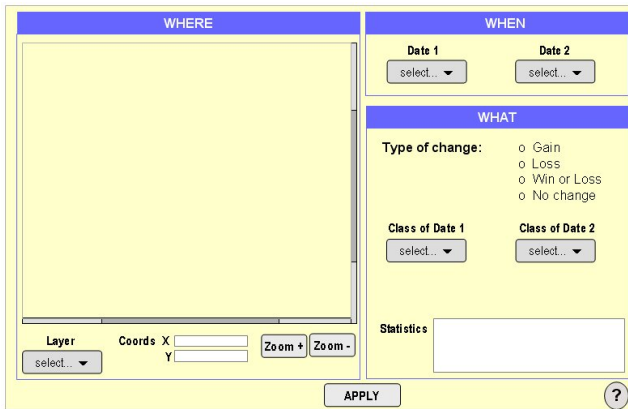 WHERE
Layer
select...
Coords X
Y
Zoom +
Zoom -
WHEN
Date 1
Date 2
select...
select...
WHAT
Type of change:
o Gain
o Loss
o Win or Loss
o No change
Class of Date 1
Class of Date 2
select...
select...
Statistics
APPLY
?